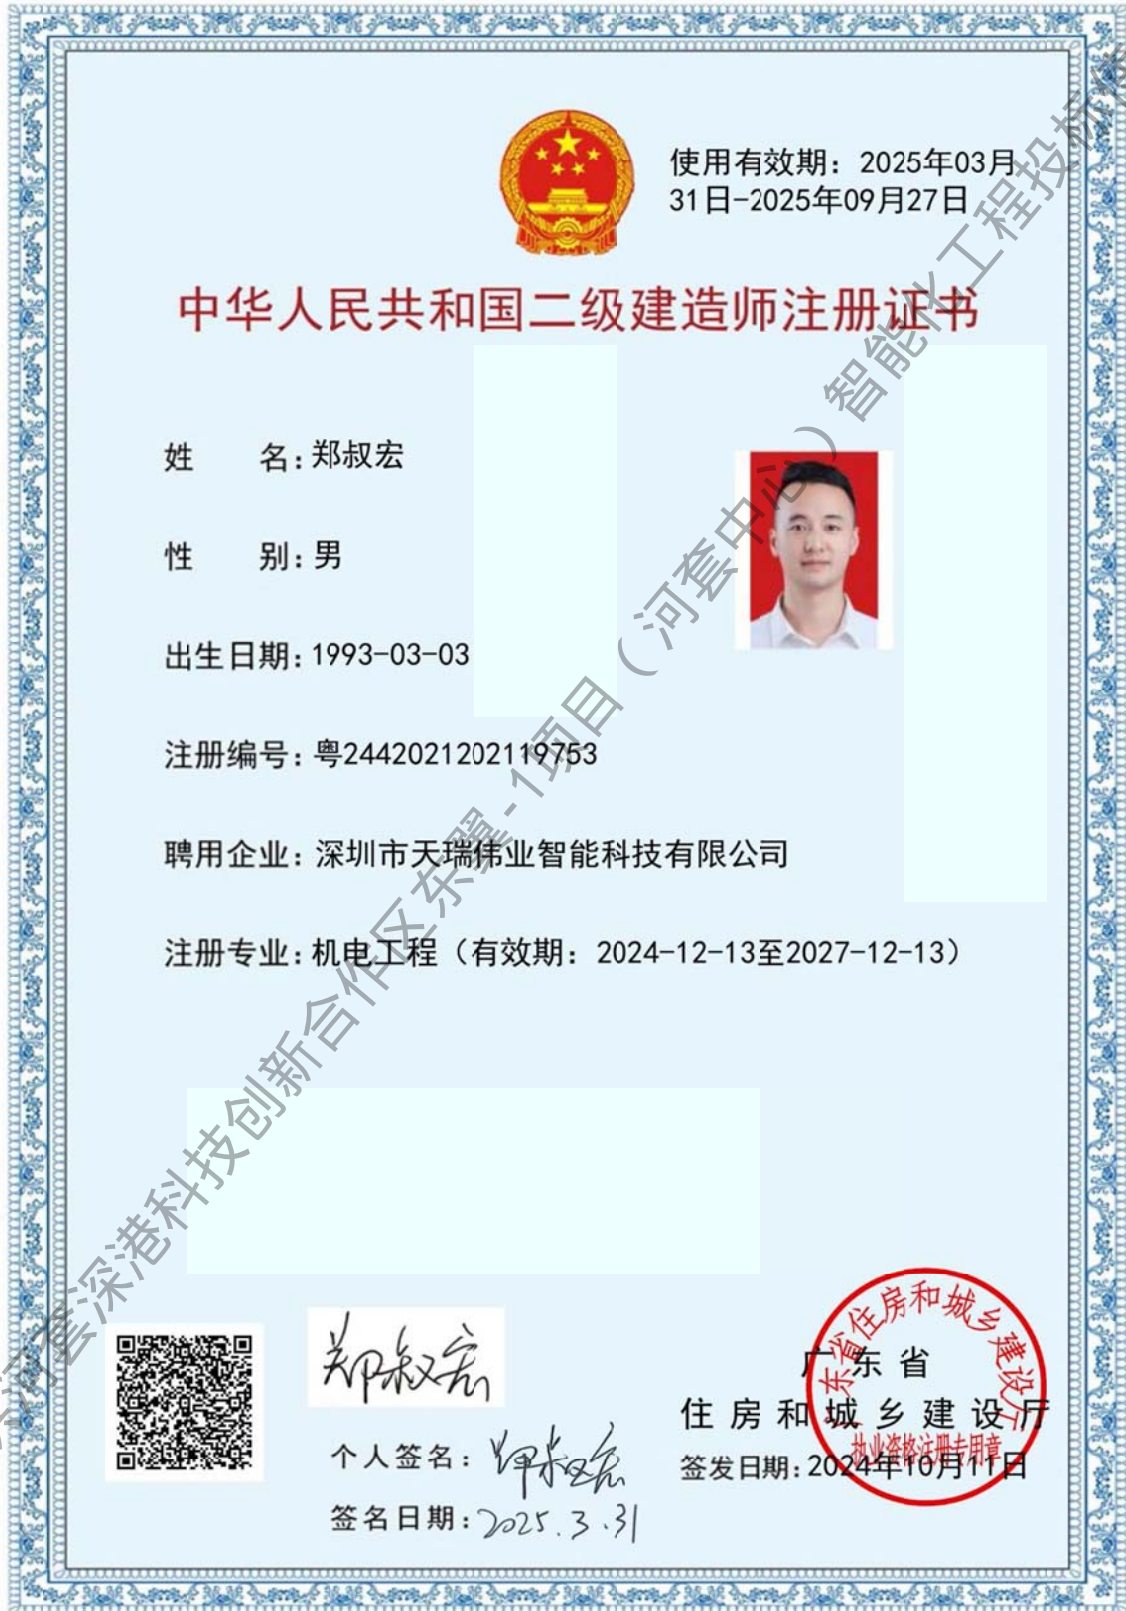 使用有效期：2025年03月
31日-2025年09月27日
中华人民共和国二级建造师注册证书
姓 名：郑叔宏
性 别：男
出生日期：1993-03-03
注册编号：粤2442021202119753
聘用企业：深圳市天瑞伟业智能科技有限公司
注册专业：机电工程（有效期：2024-12-13至2027-12-13）
河套深港科技创新合作区东翼-1项目（河套中心）智能化工程投标
郑叔宏
个人签名：郑叔宏
签名日期：2025.3.31
广东省
住房和城乡建设厅
签发日期：2024年10月11日
广东省住房和城乡建设厅
执业资格注册专用章